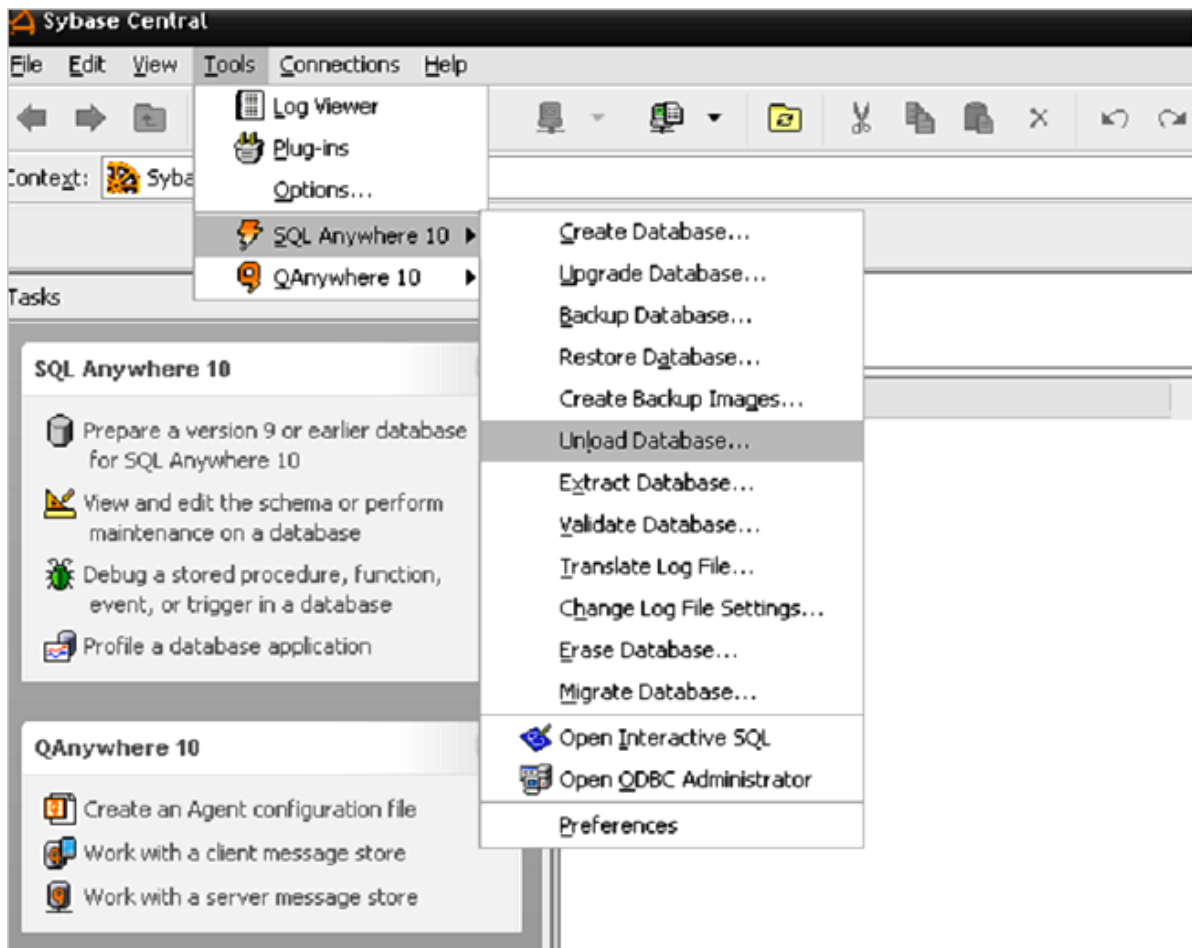 Sybase Central
File Edit View Tools Connections Help
Log Viewer
Plug-ins
Options...
SQL Anywhere 10
QAnywhere 10
Context: Syba
Create Database...
Upgrade Database...
Backup Database...
Restore Database...
Create Backup Images...
Unload Database...
Extract Database...
Validate Database...
Translate Log File...
Change Log File Settings...
Erase Database...
Migrate Database...
Open Interactive SQL
Open ODBC Administrator
Preferences
Tasks
SQL Anywhere 10
Prepare a version 9 or earlier database
for SQL Anywhere 10
View and edit the schema or perform
maintenance on a database
Debug a stored procedure, function,
event, or trigger in a database
Profile a database application
QAnywhere 10
Create an Agent configuration file
Work with a client message store
Work with a server message store